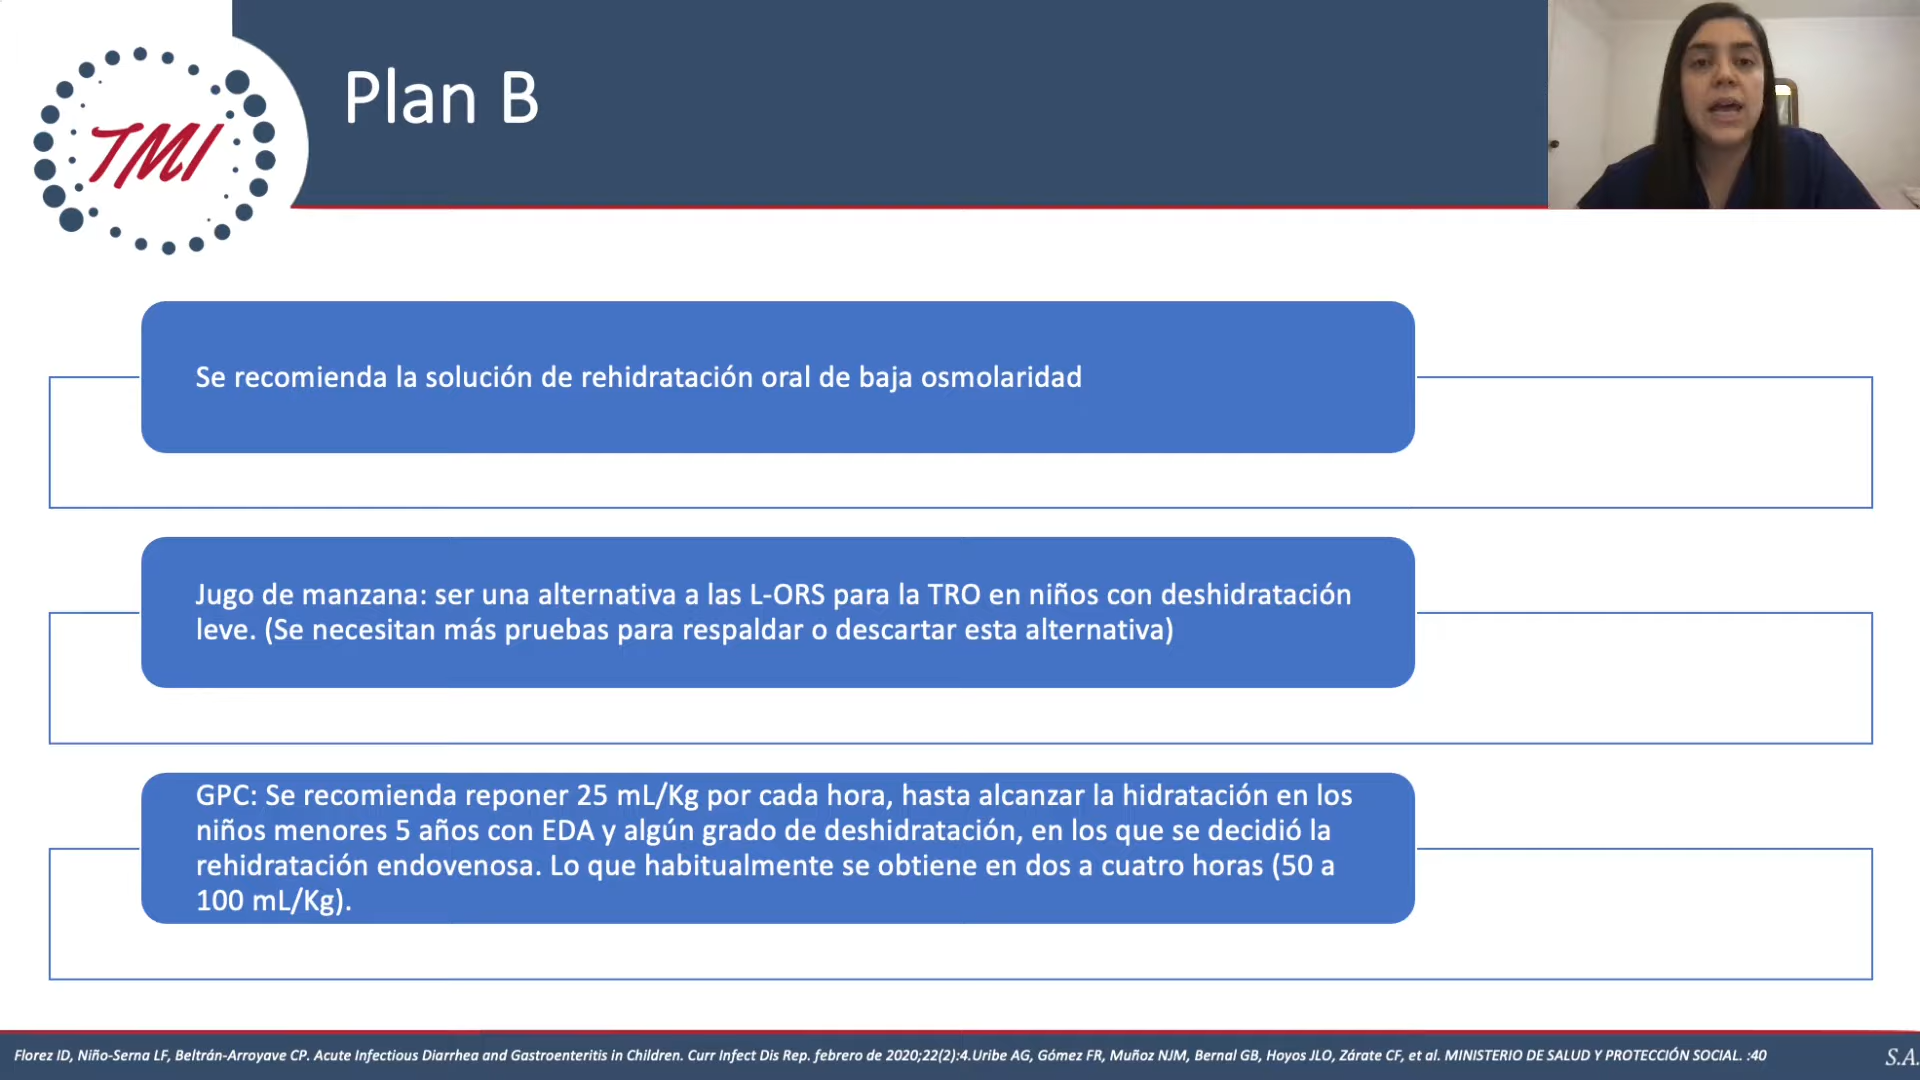 TMI
Plan B
Se recomienda la solución de rehidratación oral de baja osmolaridad
Jugo de manzana: ser una alternativa a las L-ORS para la TRO en niños con deshidratación
leve. (Se necesitan más pruebas para respaldar o descartar esta alternativa)
GPC: Se recomienda reponer 25 mL/Kg por cada hora, hasta alcanzar la hidratación en los
niños menores 5 años con EDA y algún grado de deshidratación, en los que se decidió la
rehidratación endovenosa. Lo que habitualmente se obtiene en dos a cuatro horas (50 a
100 mL/Kg).
Florez ID, Niño-Serna LF, Beltrán-Arroyave CP. Acute Infectious Diarrhea and Gastroenteritis in Children. Curr Infect Dis Rep. febrero de 2020;22(2):4.Uribe AG, Gómez FR, Muñoz NJM, Bernal GB, Hoyos JLO, Zárate CF, et al. MINISTERIO DE SALUD Y PROTECCIÓN SOCIAL. :40
S.A.